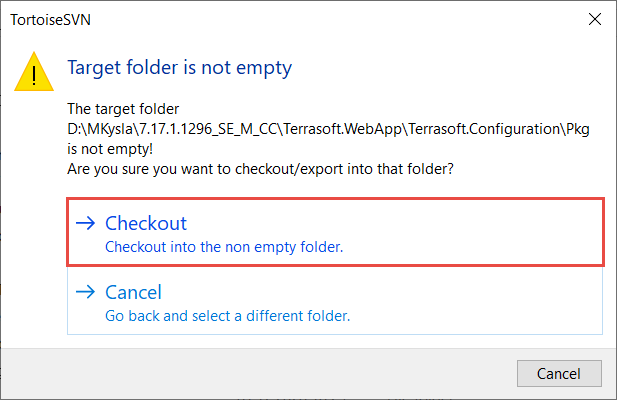 TortoiseSVN
Target folder is not empty
The target folder
D:\MKysla\7.17.1.1296_SE_M_CC\Terrasoft.WebApp\Terrasoft.Configuration\Pkg
is not empty!
Are you sure you want to checkout/export into that folder?
Checkout
Checkout into the non empty folder.
Cancel
Go back and select a different folder.
Cancel